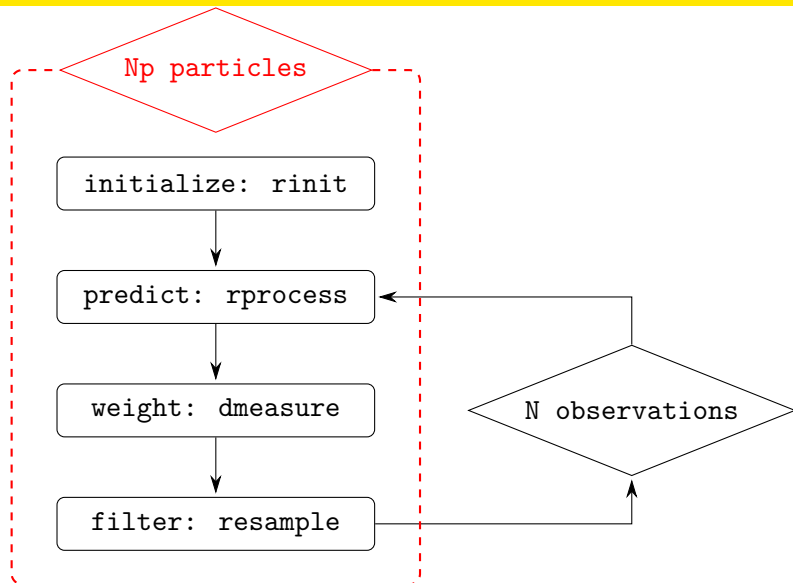 Np particles
initialize: rinit
predict: rprocess
weight: dmeasure
N observations
filter: resample